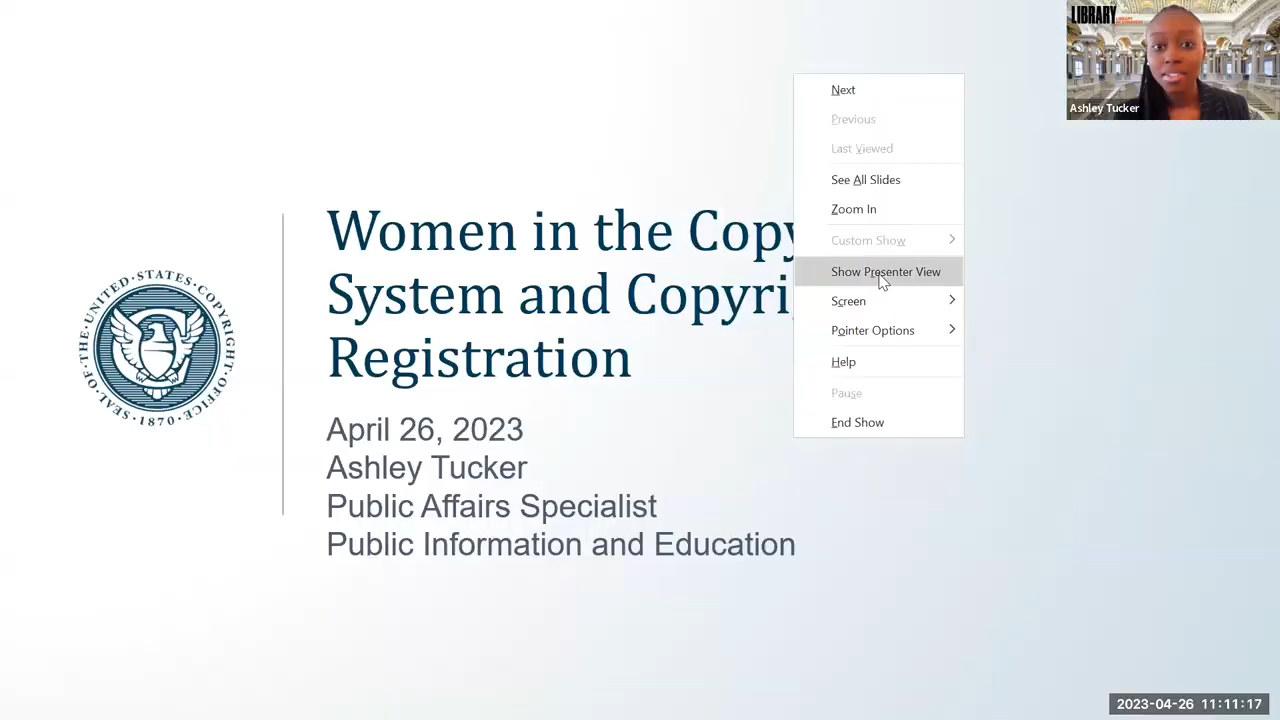 LIBRARY
LIBRARY
OF CONGRESS
Ashley Tucker
Next
Previous
Last Viewed
See All Slides
Zoom In
Custom Show
Show Presenter View
Screen
Pointer Options
Help
Pause
End Show
Women in the Copy
System and Copyri
Registration
April 26, 2023
Ashley Tucker
Public Affairs Specialist
Public Information and Education
SEAL·OF·THE·UNITED·STATES·COPYRIGHT·OFFICE
·1870·
2023-04-26 11:11:17